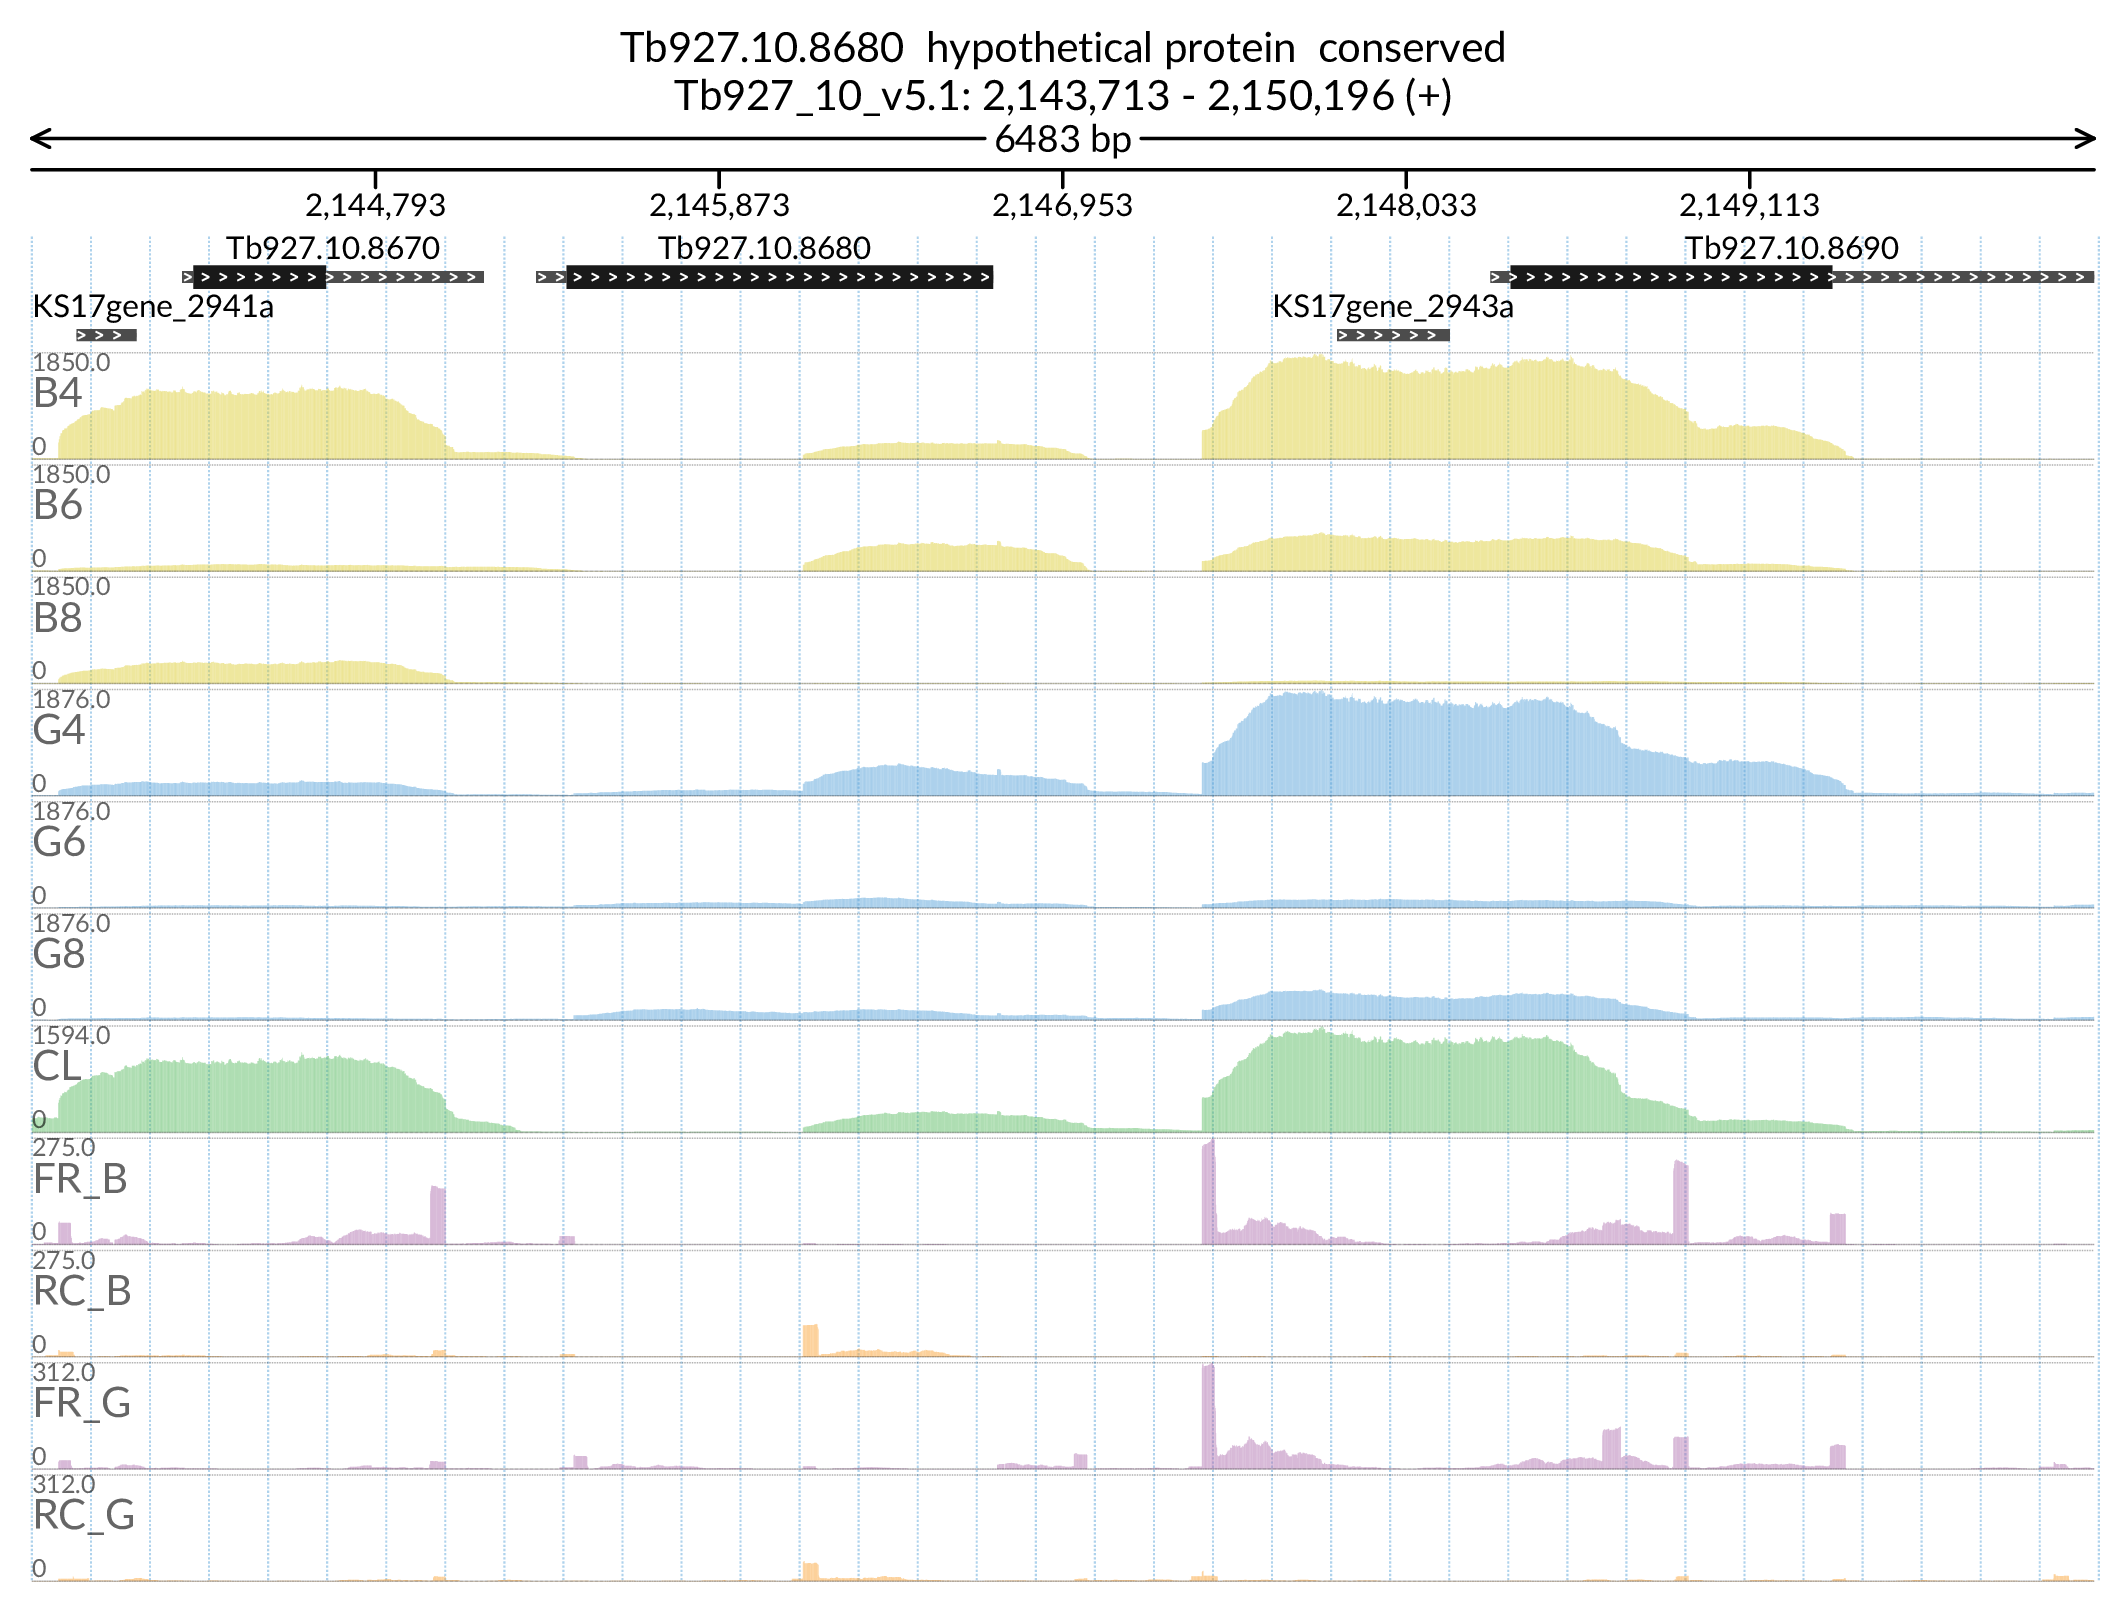 Tb927.10.8680  hypothetical protein  conserved
Tb927_10_v5.1: 2,143,713 - 2,150,196 (+)
6483 bp
2,144,793 2,145,873 2,146,953 2,148,033 2,149,113
Tb927.10.8670 Tb927.10.8680 Tb927.10.8690
KS17gene_2941a KS17gene_2943a
1850.0
B4
0
1850.0
B6
0
1850.0
B8
0
1876.0
G4
0
1876.0
G6
0
1876.0
G8
0
1594.0
CL
0
275.0
FR_B
0
275.0
RC_B
0
312.0
FR_G
0
312.0
RC_G
0